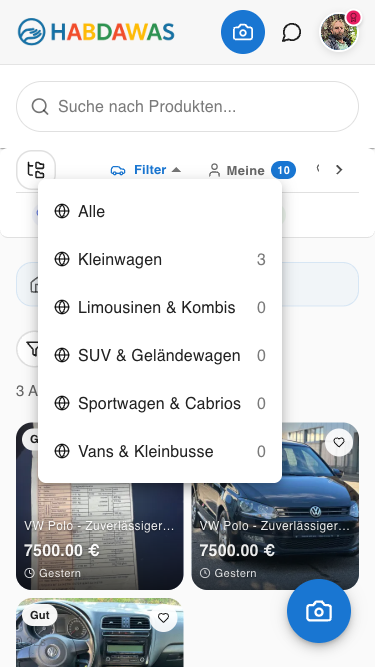 HABDAWAS
8
Suche nach Produkten...
Filter
Meine 10
Alle
Kleinwagen 3
Limousinen & Kombis 0
SUV & Geländewagen 0
Sportwagen & Cabrios 0
Vans & Kleinbusse 0
3 A
VW Polo - Zuverlässiger...
7500.00 €
Gestern
VW Polo - Zuverlässiger...
7500.00 €
Gestern
Gut